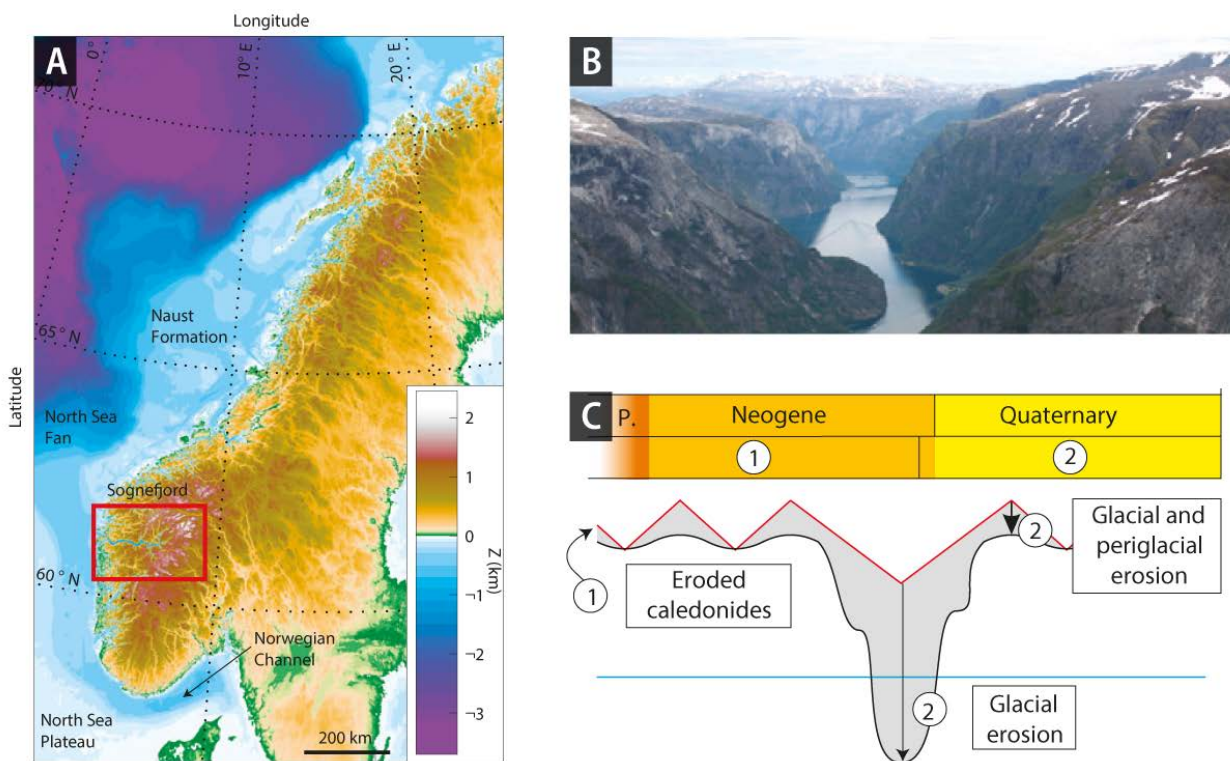 Longitude
A
0°
10° E
20° E
70° N
65° N
60° N
Latitude
Naust
Formation
North Sea
Fan
Sognefjord
Norwegian
Channel
North Sea
Plateau
200 km
2
1
0
¬1
¬2
¬3
Z (km)
B
C
P.
Neogene
Quaternary
1
2
1
Eroded
caledonides
2
Glacial and
periglacial
erosion
2
Glacial
erosion